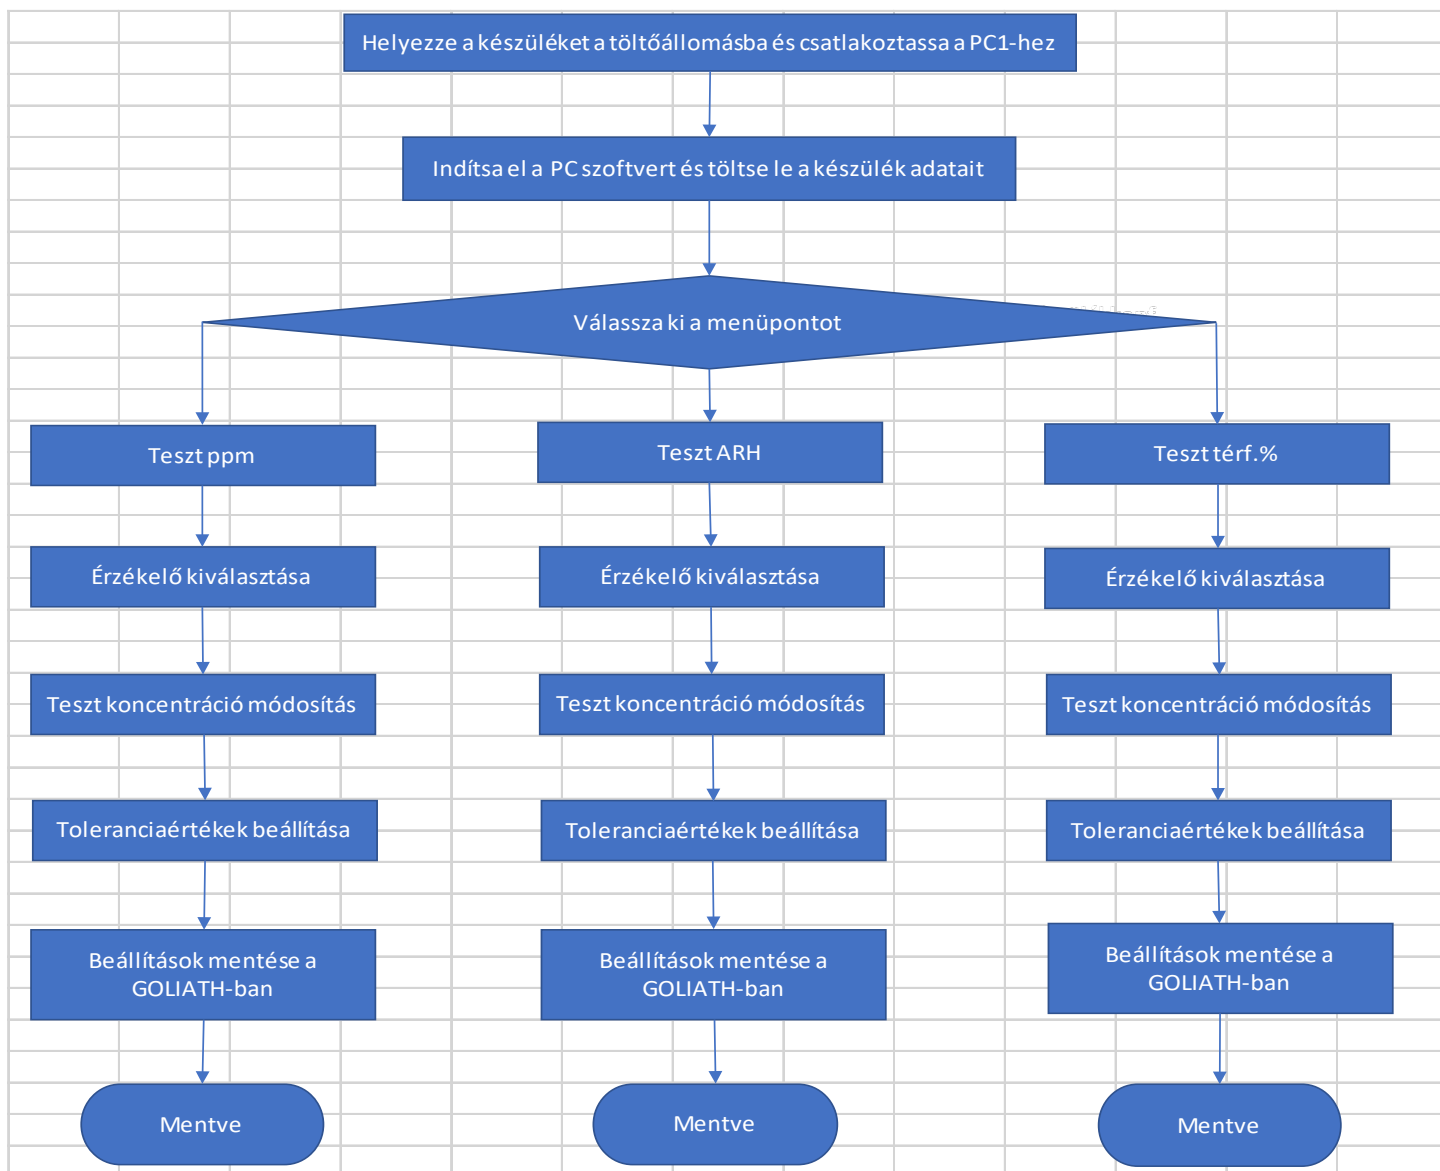 Helyezze a készüléket a töltőállomásba és csatlakoztassa a PC1-hez
Indítsa el a PC szoftvert és töltse le a készülék adatait
Válassza ki a menüpontot
Teszt ppm
Teszt ARH
Teszt térf.%
Érzékelő kiválasztása
Érzékelő kiválasztása
Érzékelő kiválasztása
Teszt koncentráció módosítás
Teszt koncentráció módosítás
Teszt koncentráció módosítás
Toleranciaértékek beállítása
Toleranciaértékek beállítása
Toleranciaértékek beállítása
Beállítások mentése a
GOLIATH-ban
Beállítások mentése a
GOLIATH-ban
Beállítások mentése a
GOLIATH-ban
Mentve
Mentve
Mentve